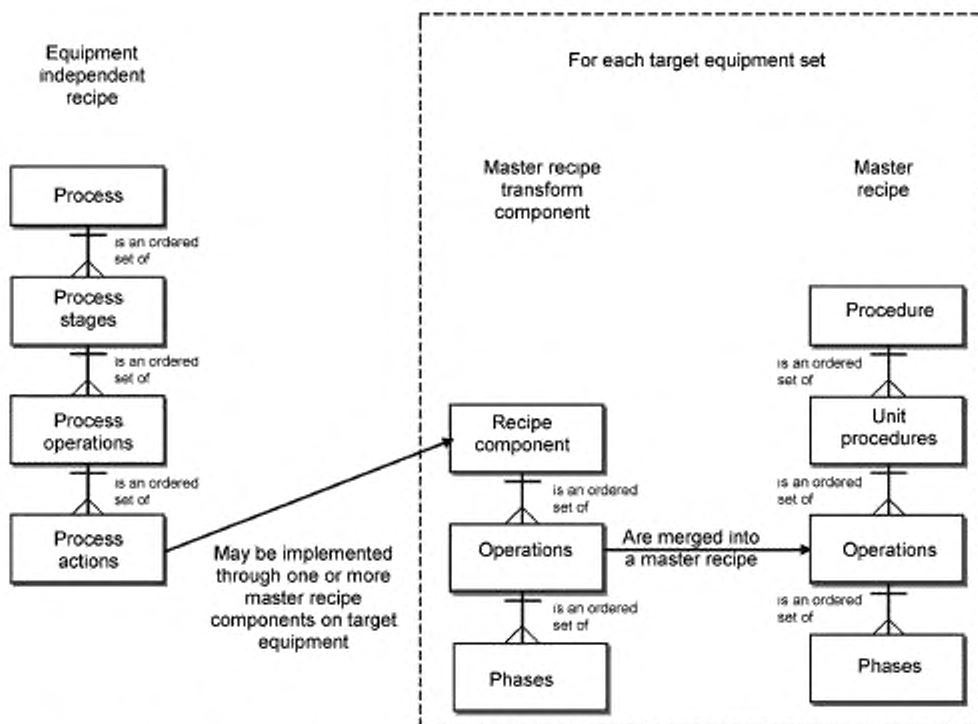 Equipment
independent
recipe
Process
is an ordered
set of
Process
stages
is an ordered
set of
Process
operations
is an ordered
set of
Process
actions
May be implemented
through one or more
master recipe
components on target
equipment
For each target equipment set
Master recipe
transform
component
Recipe
component
is an ordered
set of
Operations
is an ordered
set of
Phases
Are merged into
a master recipe
Master
recipe
Procedure
is an ordered
set of
Unit
procedures
is an ordered
set of
Operations
is an ordered
set of
Phases